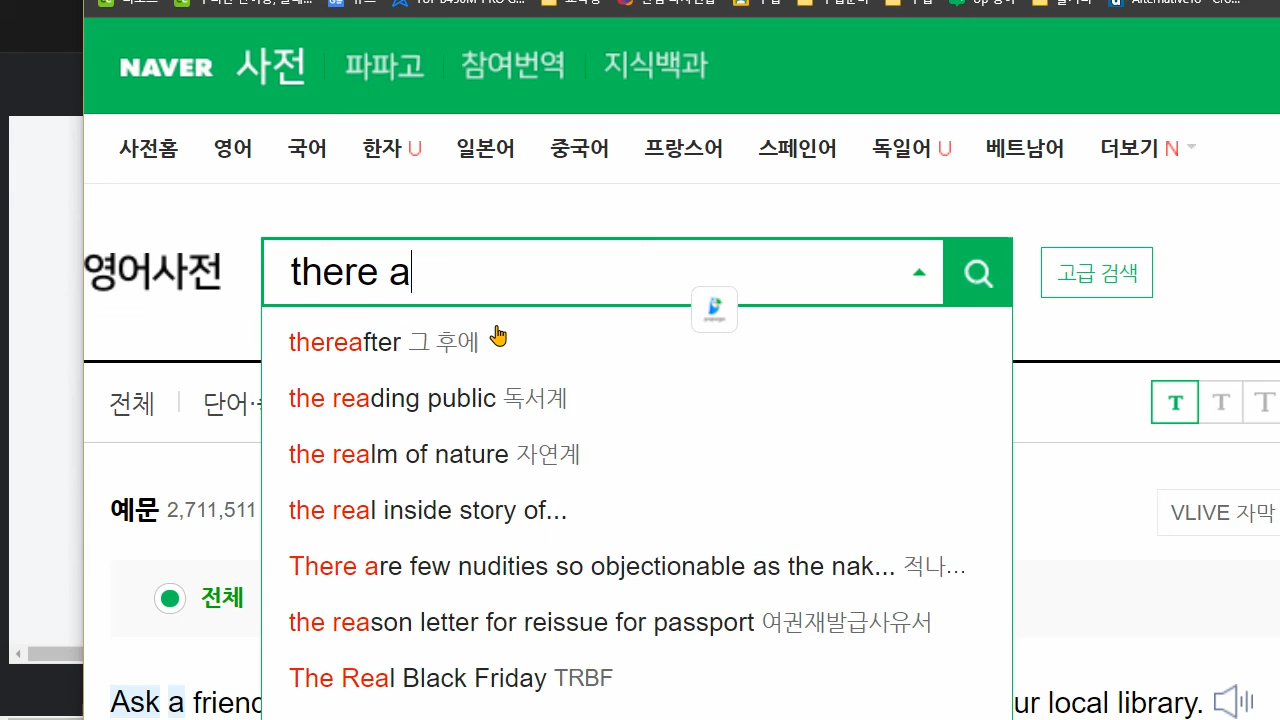 NAVER 사전 파파고 참여번역 지식백과
사전홈 영어 국어 한자 U 일본어 중국어 프랑스어 스페인어 독일어 U 베트남어 더보기 N
영어사전 there a 고급 검색
thereafter 그 후에
the reading public 독서계
전체 단어· T T T
the realm of nature 자연계
예문 2,711,511 VLIVE 자막
the real inside story of...
There are few nudities so objectionable as the nak... 적나...
전체
the reason letter for reissue for passport 여권재발급사유서
The Real Black Friday TRBF
Ask a friend ur local library.